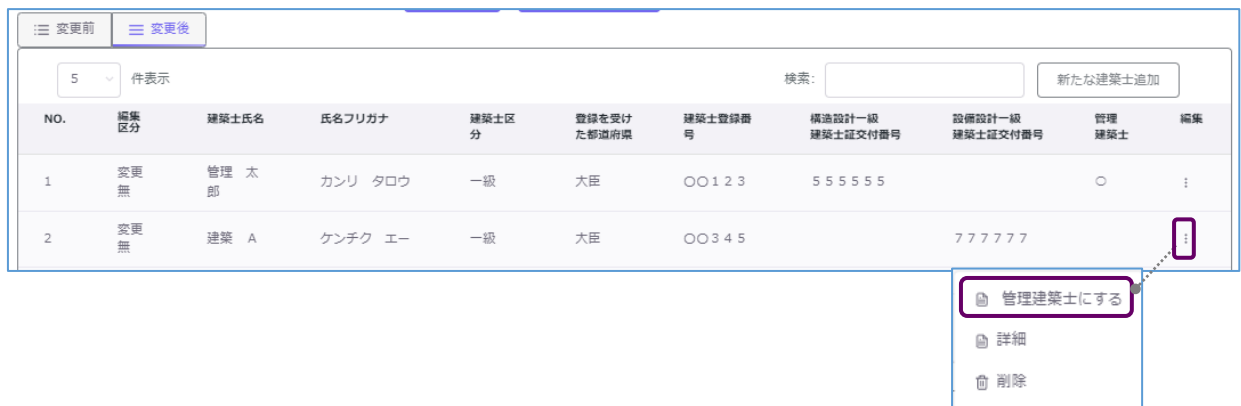 変更前 変更後
5 件表示 検索: 新たな建築士追加
NO. 編集 建築士氏名 氏名フリガナ 建築士区 登録を受け 建築士登録番 構造設計一級 設備設計一級 管理 編集
区分 分 た都道府県 号 建築士証交付番号 建築士証交付番号 建築士
1 変更 管理 太 カンリ タロウ 一級 大臣 〇〇123 555555 〇
無 郎
2 変更 建築 A ケンチク エー 一級 大臣 〇〇345 777777
無
管理建築士にする
詳細
削除